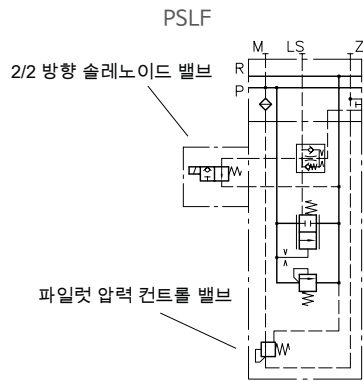 PSLF
M LS Z
R
P
T
2/2 방향 솔레노이드 밸브
파일럿 압력 컨트롤 밸브